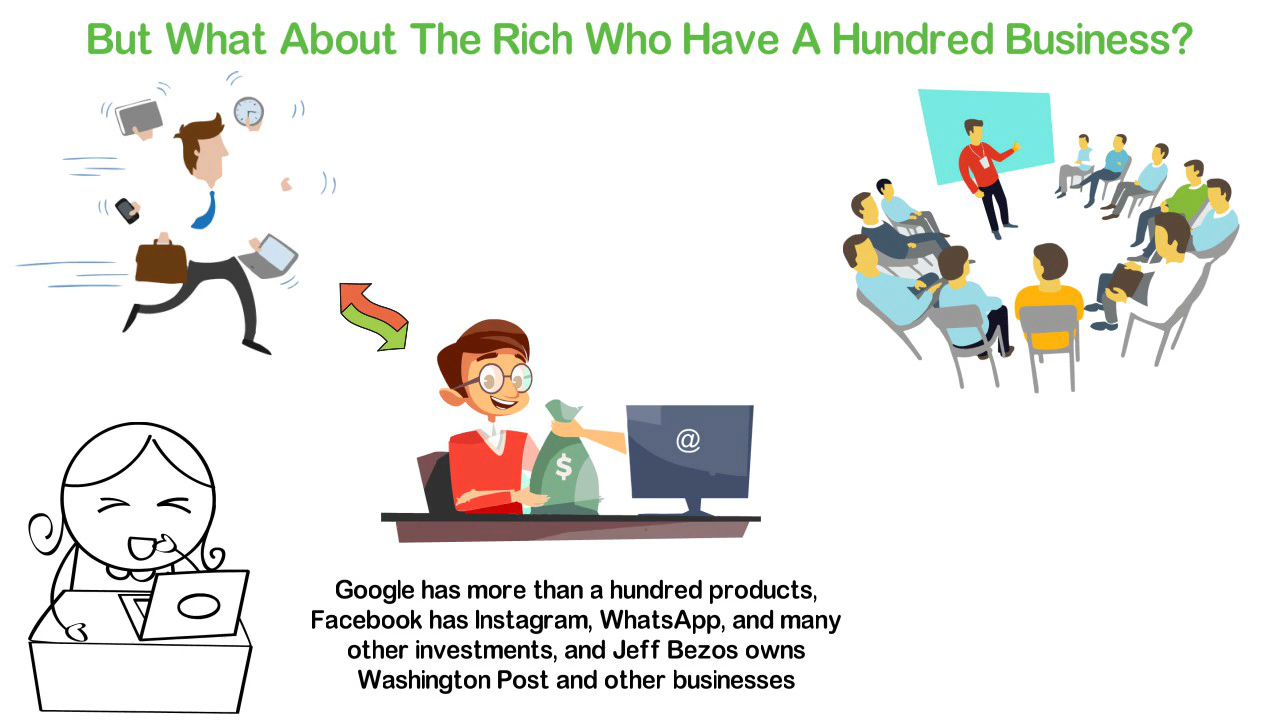 But What About The Rich Who Have A Hundred Business?
@
$
Google has more than a hundred products,
Facebook has Instagram, WhatsApp, and many
other investments, and Jeff Bezos owns
Washington Post and other businesses